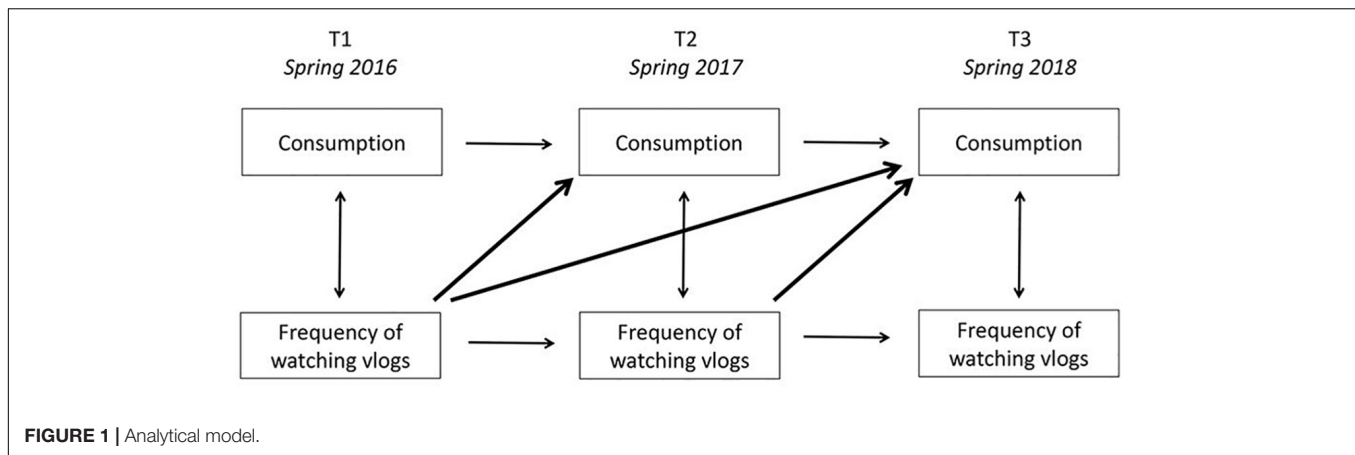 T1
Spring 2016
T2
Spring 2017
T3
Spring 2018
Consumption
Consumption
Consumption
Frequency of
watching vlogs
Frequency of
watching vlogs
Frequency of
watching vlogs
FIGURE 1 | Analytical model.